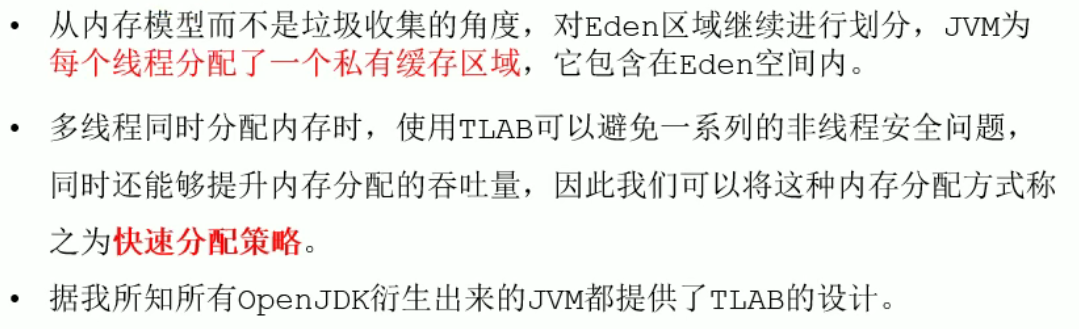 • 从内存模型而不是垃圾收集的角度，对Eden区域继续进行划分，JVM为
每个线程分配了一个私有缓存区域，它包含在Eden空间内。
• 多线程同时分配内存时，使用TLAB可以避免一系列的非线程安全问题，
同时还能够提升内存分配的吞吐量，因此我们可以将这种内存分配方式称
之为快速分配策略。
• 据我所知所有OpenJDK衍生出来的JVM都提供了TLAB的设计。